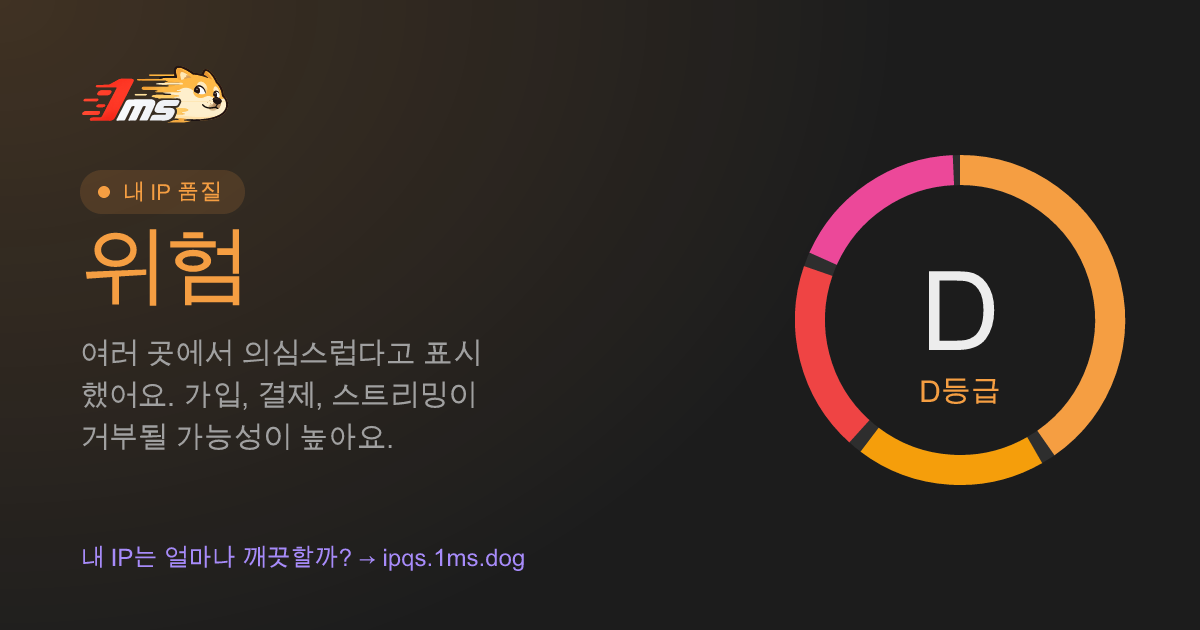 1ms
내 IP 품질
위험
여러 곳에서 의심스럽다고 표시
했어요. 가입, 결제, 스트리밍이
거부될 가능성이 높아요.
D
D등급
내 IP는 얼마나 깨끗할까? → ipqs.1ms.dog